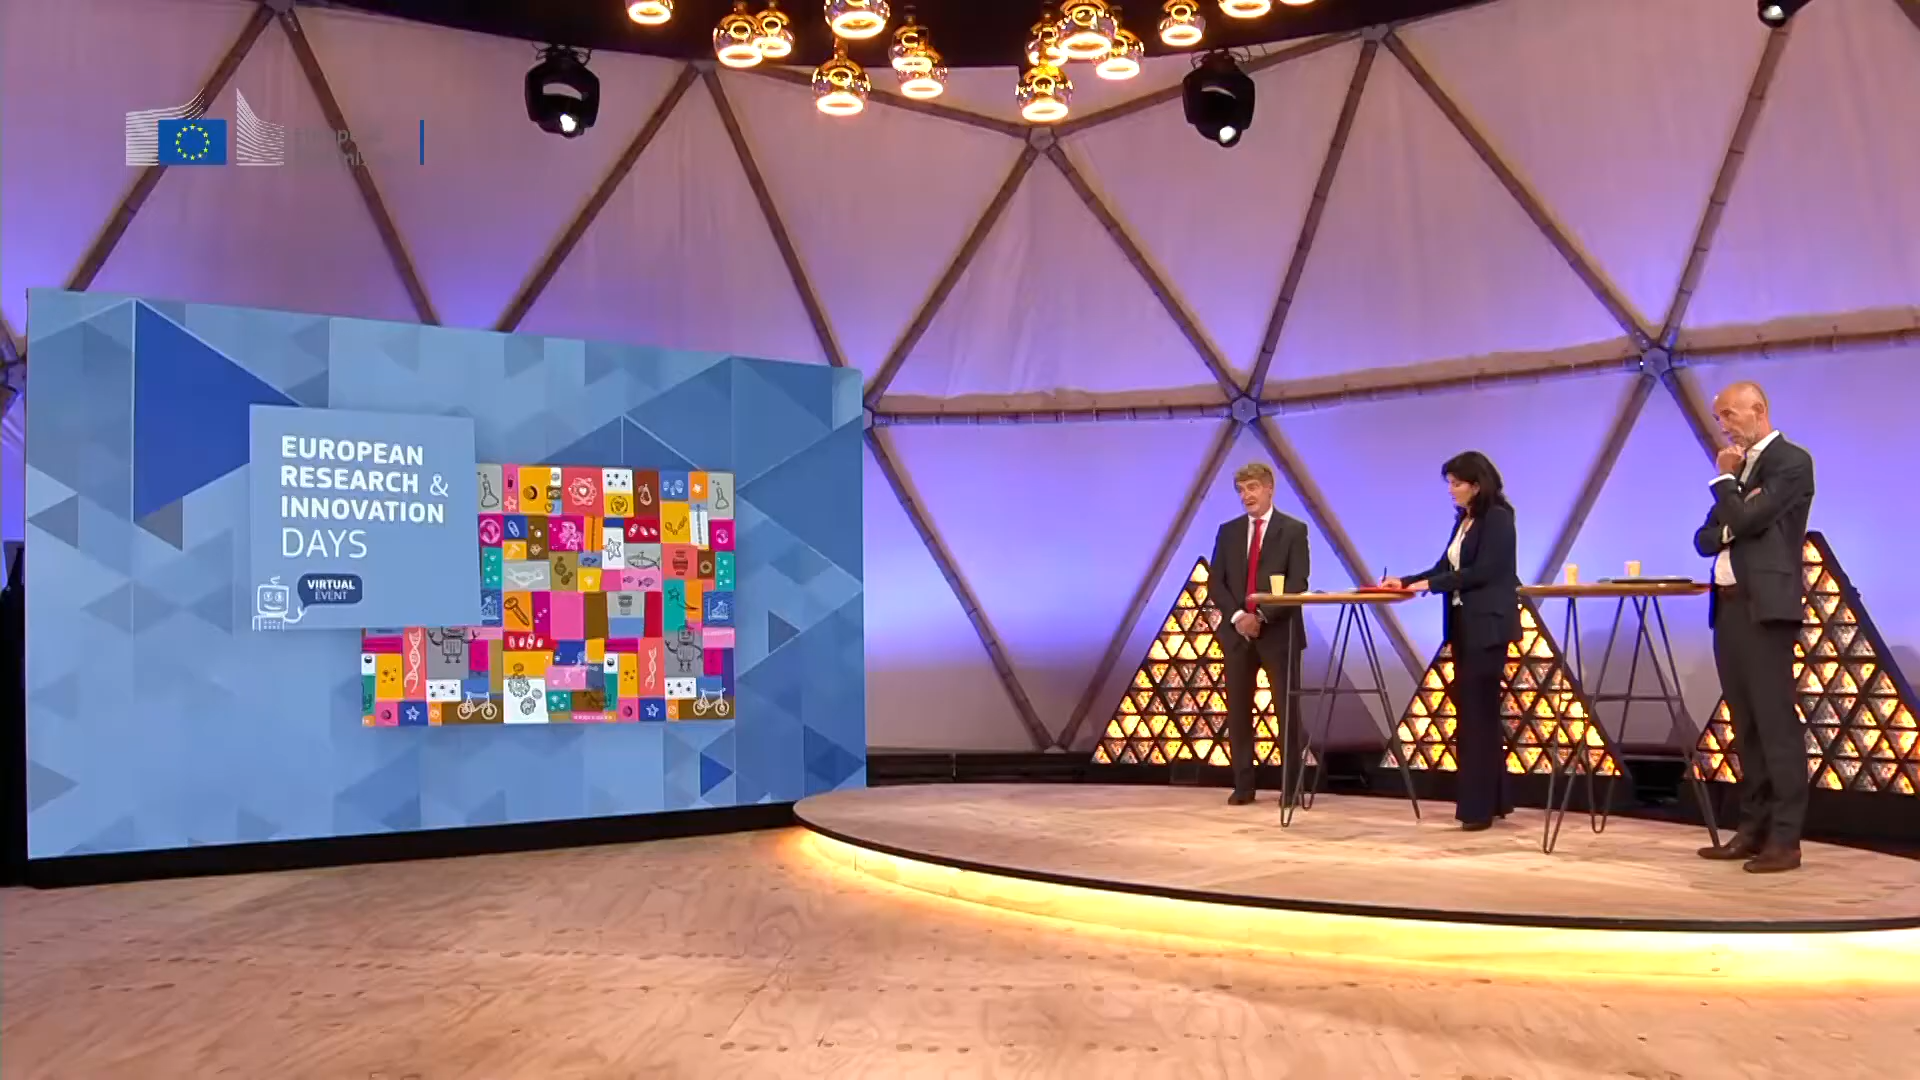 EUROPEAN
RESEARCH &
INNOVATION
DAYS
VIRTUAL
EVENT